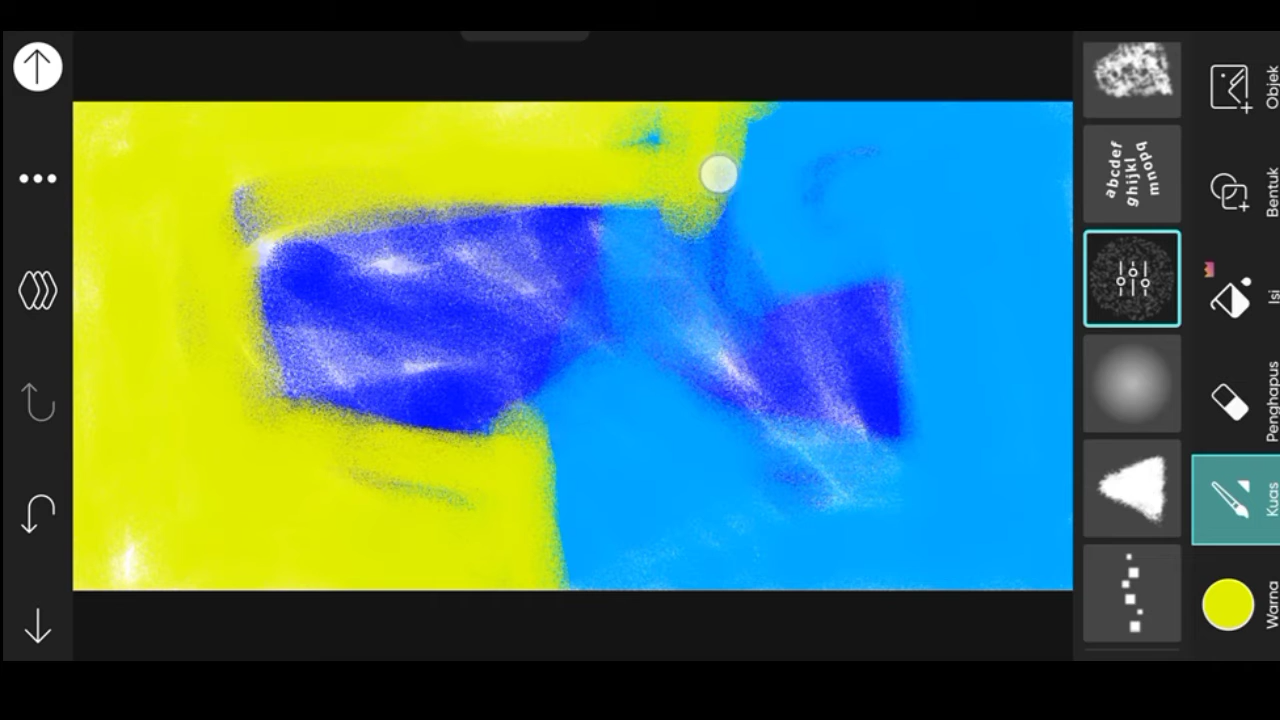 Objek
abcdef
ghijkl
mnopq
Bentuk
Isi
Penghapus
Kuas
Warna